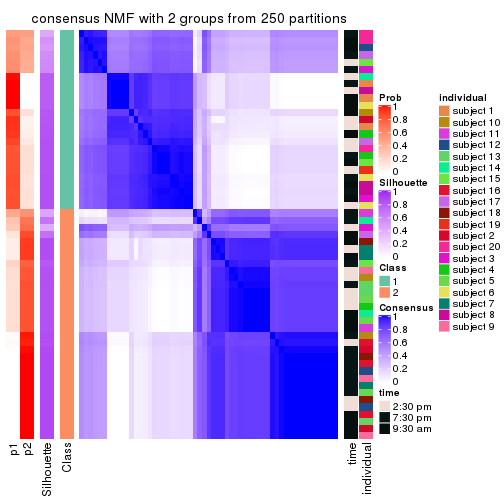 consensus NMF with 2 groups from 250 partitions
Prob
1
0.8
0.6
0.4
0.2
0
Silhouette
1
0.8
0.6
0.4
0.2
0
Class
1
2
Consensus
1
0.8
0.6
0.4
0.2
0
time
2:30 pm
7:30 pm
9:30 am
individual
subject 1
subject 10
subject 11
subject 12
subject 13
subject 14
subject 15
subject 16
subject 17
subject 18
subject 19
subject 2
subject 20
subject 3
subject 4
subject 5
subject 6
subject 7
subject 8
subject 9
p1
p2
Silhouette
Class
time
individual